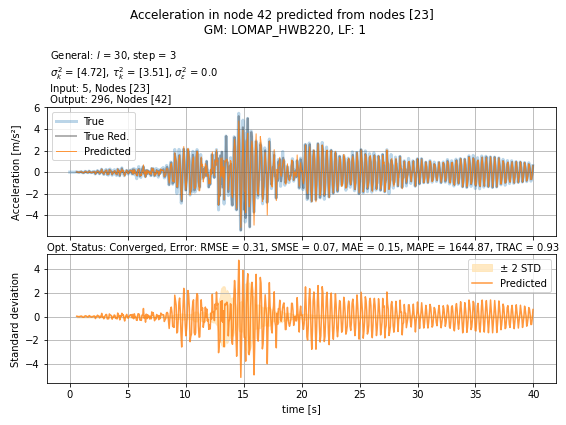 Acceleration in node 42 predicted from nodes [23]
GM: LOMAP_HWB220, LF: 1
General: l = 30, step = 3
σ²ₖ = [4.72], τ²ₖ = [3.51], σ²ε = 0.0
Input: 5, Nodes [23]
Output: 296, Nodes [42]
Acceleration [m/s²]
6
4
2
0
−2
−4
True
True Red.
Predicted
Opt. Status: Converged, Error: RMSE = 0.31, SMSE = 0.07, MAE = 0.15, MAPE = 1644.87, TRAC = 0.93
Standard deviation
4
2
0
−2
−4
± 2 STD
Predicted
0 5 10 15 20 25 30 35 40
time [s]